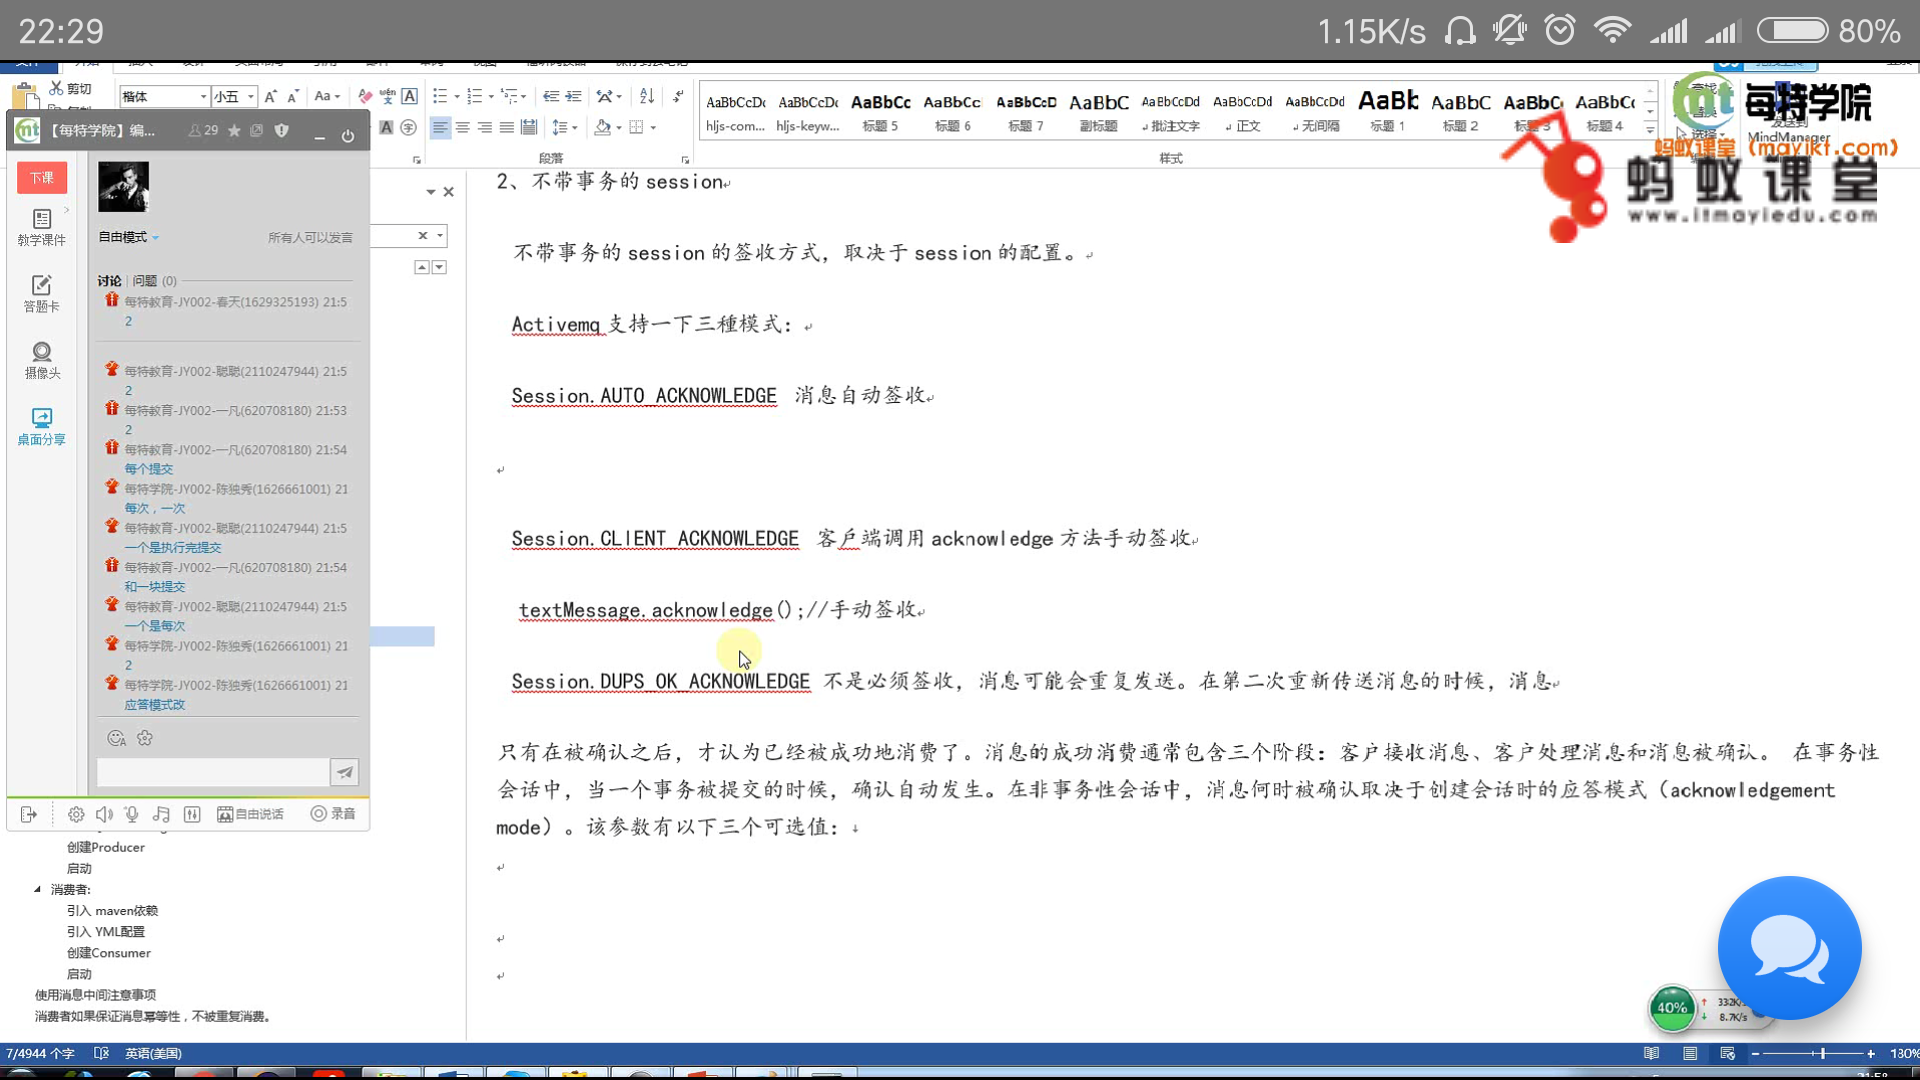 22:29
1.15K/s
80%
剪切
楷体
小五
Aa
AaBbCcDc AaBbCcDc AaBbCc AaBbCc AaBbCcD AaBbC AaBbCcDd AaBbCcDd AaBbCcDd AaBb AaBbC AaBbC AaBbC
hljs-com... hljs-keyw... 标题 5 标题 6 标题 7 副标题 批注文字 正文 无间隔 标题 1 标题 2 标题 3 标题 4
段落
样式
MindManager
每特学院
蚂蚁课堂（mayikt.com）
蚂蚁课堂
www.itmayiedu.com
【每特学院】编...
29
下课
教学课件
答题卡
摄像头
桌面分享
自由模式
所有人可以发言
讨论 | 问题 (0)
每特教育-JY002-春天(1629325193) 21:5
2
每特教育-JY002-聪聪(2110247944) 21:5
2
每特教育-JY002-一凡(620708180) 21:53
2
每特教育-JY002-一凡(620708180) 21:54
每个提交
每特学院-JY002-陈独秀(1626661001) 21
每次，一次
每特教育-JY002-聪聪(2110247944) 21:5
一个是执行完提交
每特教育-JY002-一凡(620708180) 21:54
和一块提交
每特教育-JY002-聪聪(2110247944) 21:5
一个是每次
每特学院-JY002-陈独秀(1626661001) 21
2
每特学院-JY002-陈独秀(1626661001) 21
应答模式改
自由说话
录音
创建Producer
启动
消费者:
引入 maven依赖
引入 YML配置
创建Consumer
启动
使用消息中间注意事项
消费者如果保证消息幂等性，不被重复消费。
2、不带事务的 session
不带事务的 session 的签收方式，取决于 session 的配置。
Activemq 支持一下三種模式：
Session.AUTO_ACKNOWLEDGE 消息自动签收
Session.CLIENT_ACKNOWLEDGE 客戶端调用 acknowledge 方法手动签收
textMessage.acknowledge();//手动签收
Session.DUPS_OK_ACKNOWLEDGE 不是必须签收，消息可能会重复发送。在第二次重新传送消息的时候，消息
只有在被确认之后，才认为已经被成功地消费了。消息的成功消费通常包含三个阶段：客户接收消息、客户处理消息和消息被确认。 在事务性
会话中，当一个事务被提交的时候，确认自动发生。在非事务性会话中，消息何时被确认取决于创建会话时的应答模式（acknowledgement
mode）。该参数有以下三个可选值：
40%
332K/s
8.7K/s
7/4944 个字
英语(美国)
130%